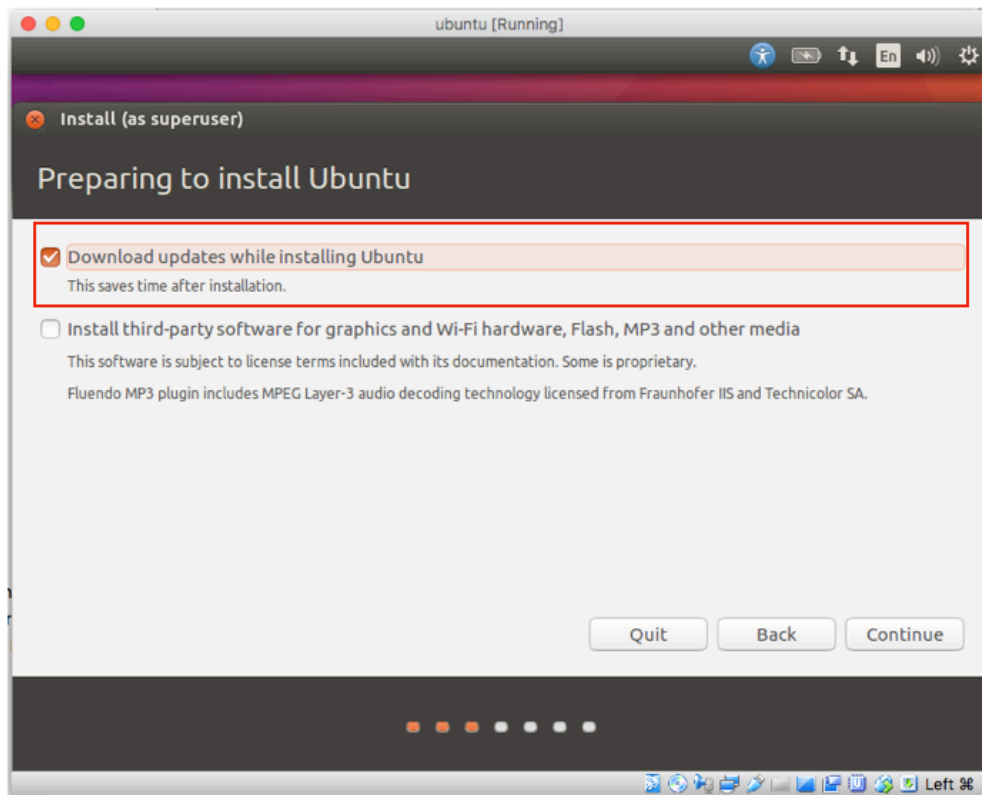 ubuntu [Running]
En
Install (as superuser)
Preparing to install Ubuntu
Download updates while installing Ubuntu
This saves time after installation.
Install third-party software for graphics and Wi-Fi hardware, Flash, MP3 and other media
This software is subject to license terms included with its documentation. Some is proprietary.
Fluendo MP3 plugin includes MPEG Layer-3 audio decoding technology licensed from Fraunhofer IIS and Technicolor SA.
Quit Back Continue
Left ⌘